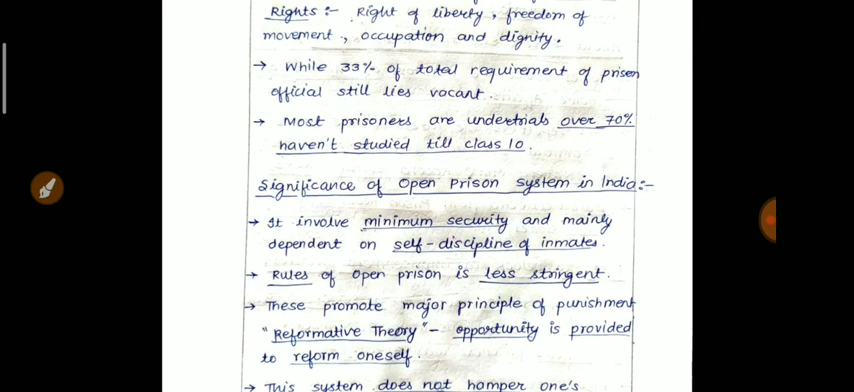 Rights :- Right of liberty, freedom of
movement, occupation and dignity.
→ While 33% of total requirement of prison
official still lies vacant.
→ Most prisoners are undertrials over 70%
haven't studied till class 10.
Significance of Open Prison System in India:-
→ It involve minimum security and mainly
dependent on self-discipline of inmates.
→ Rules of open prison is less stringent.
→ These promote major principle of punishment
"Reformative Theory" - opportunity is provided
to reform oneself.
→ This system does not hamper one's